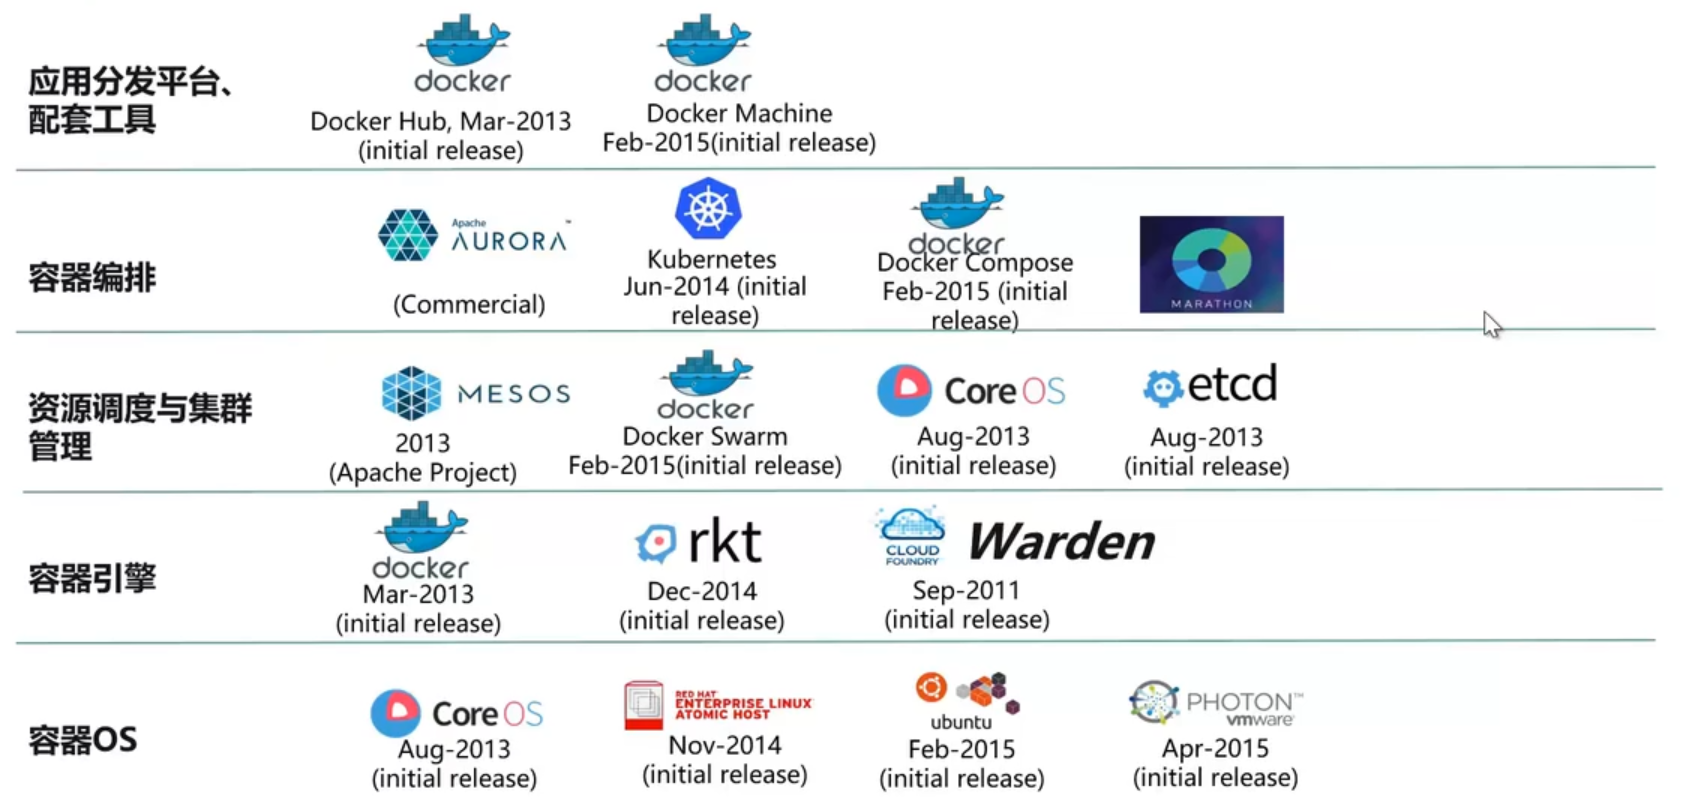 应用分发平台、
配套工具
docker
Docker Hub, Mar-2013
(initial release)
docker
Docker Machine
Feb-2015(initial release)
容器编排
Apache
AURORA™
(Commercial)
Kubernetes
Jun-2014 (initial
release)
docker
Docker Compose
Feb-2015 (initial
release)
MARATHON
资源调度与集群
管理
MESOS
2013
(Apache Project)
docker
Docker Swarm
Feb-2015(initial release)
CoreOS
Aug-2013
(initial release)
etcd
Aug-2013
(initial release)
容器引擎
docker
Mar-2013
(initial release)
rkt
Dec-2014
(initial release)
CLOUD
FOUNDRY
Warden
Sep-2011
(initial release)
容器OS
CoreOS
Aug-2013
(initial release)
RED HAT
ENTERPRISE LINUX
ATOMIC HOST
Nov-2014
(initial release)
ubuntu
Feb-2015
(initial release)
PHOTON™
vmware
Apr-2015
(initial release)